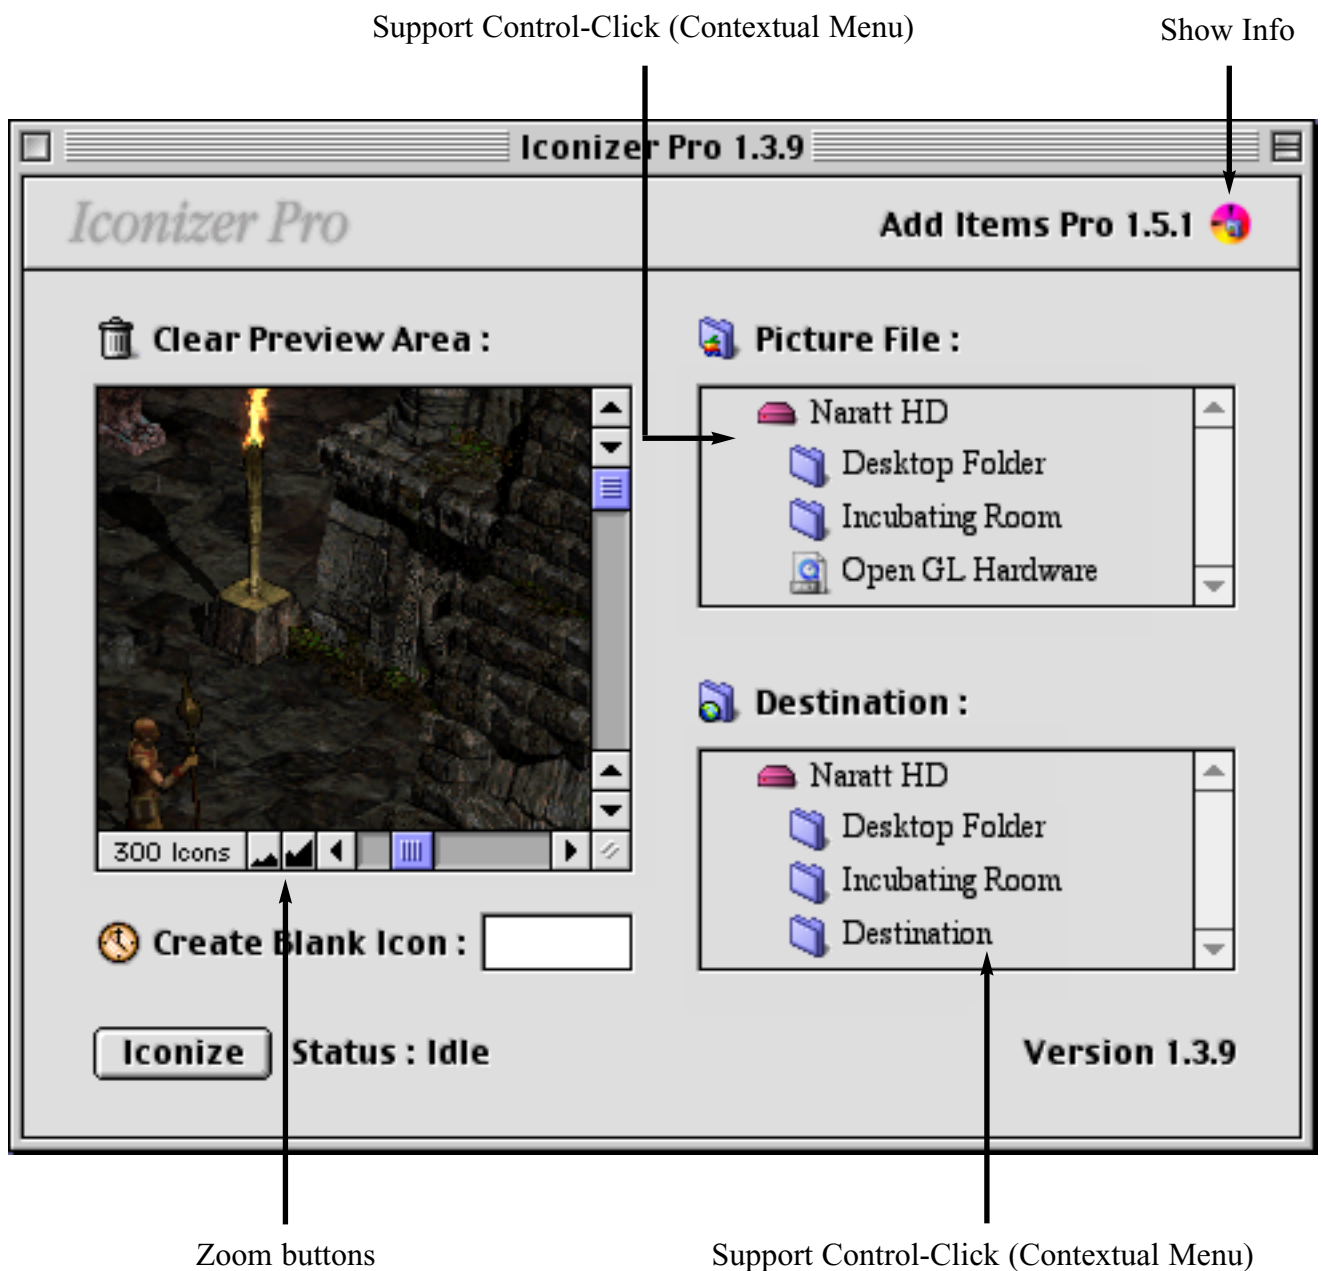 Support Control-Click (Contextual Menu)
Show Info
Iconizer Pro 1.3.9
Iconizer Pro
Add Items Pro 1.5.1
Clear Preview Area :
Picture File :
Naratt HD
Desktop Folder
Incubating Room
Open GL Hardware
Destination :
Naratt HD
Desktop Folder
Incubating Room
Destination
300 Icons
Create Blank Icon :
Iconize
Status : Idle
Version 1.3.9
Zoom buttons
Support Control-Click (Contextual Menu)